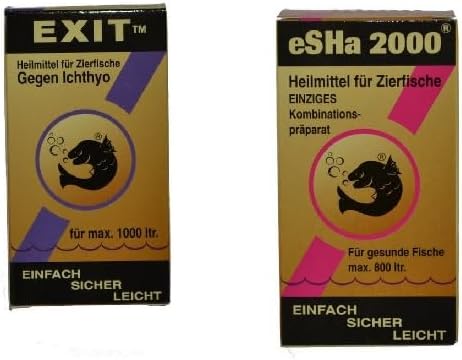 EXIT™
Heilmittel für Zierfische
Gegen Ichthyo
®
für max. 1000 ltr.
EINFACH
SICHER
LEICHT
eSHa 2000®
Heilmittel für Zierfische
EINZIGES
Kombinations-
präparat
®
Für gesunde Fische
max. 800 ltr.
EINFACH
SICHER
LEICHT